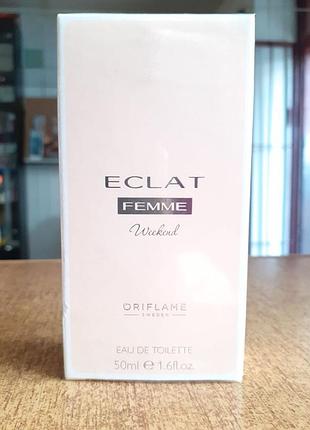 ECLAT
FEMME
Weekend
ORIFLAME
SWEDEN
EAU DE TOILETTE
50ml ℮ 1.6fl.oz.